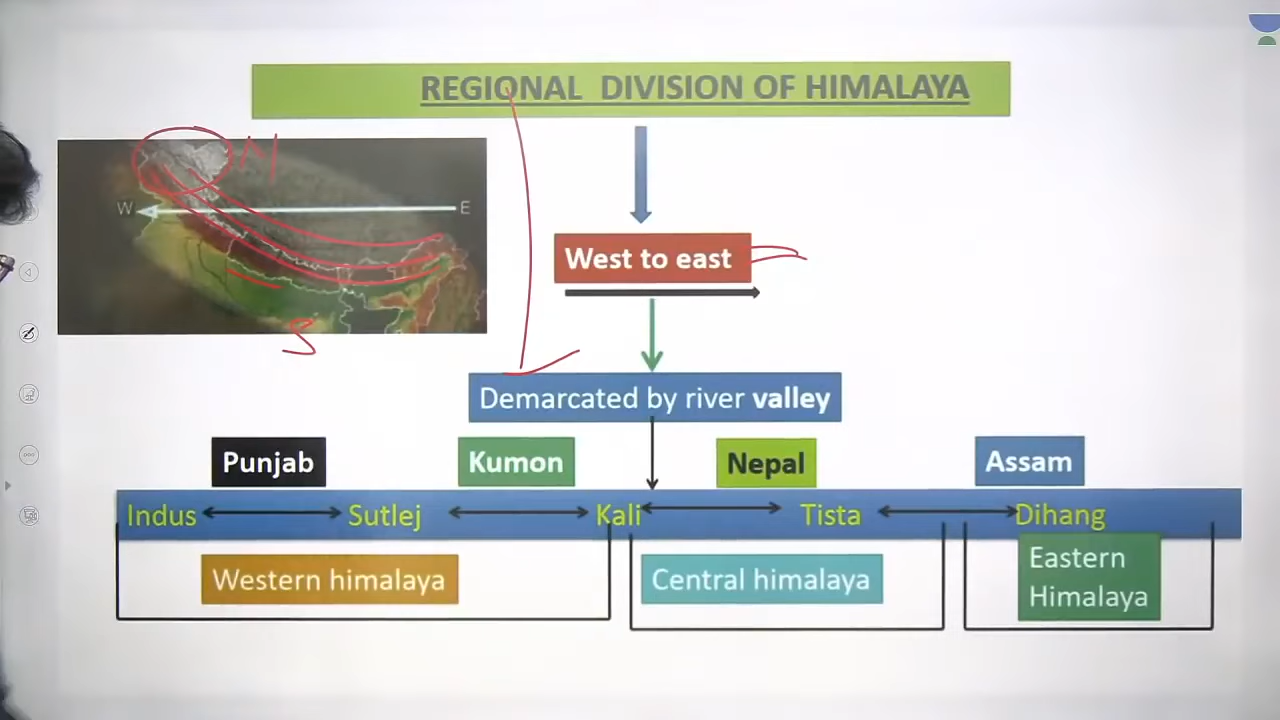 REGIONAL DIVISION OF HIMALAYA
N
W
E
S
West to east
Demarcated by river valley
Punjab
Kumon
Nepal
Assam
Indus
Sutlej
Kali
Tista
Dihang
Western himalaya
Central himalaya
Eastern
Himalaya